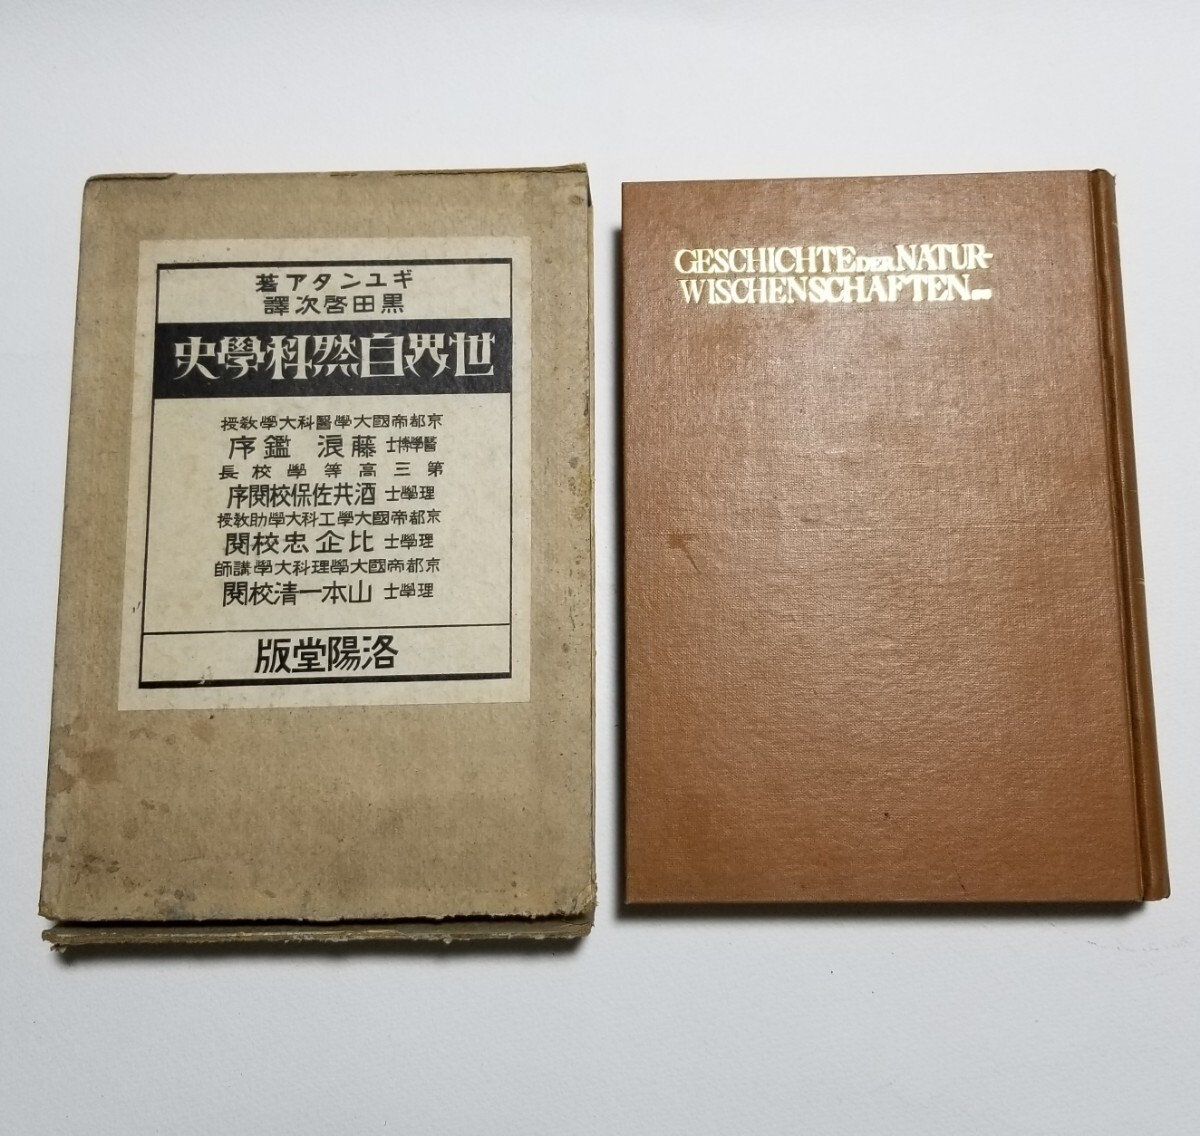 ギユンタア著
黒田啓次譯
世界自然科學史
京都帝國大學醫科大學敎授
醫學博士 藤浪 鑑序
第三高等學校長
理學士 酒井佐保校閲序
京都帝國大學工科大學助敎授
理學士 比企忠校閲
京都帝國大學理科大學講師
理學士 山本一清校閲
洛陽堂版
GESCHICHTE DER NATUR-
WISCHENSCHAFTEN